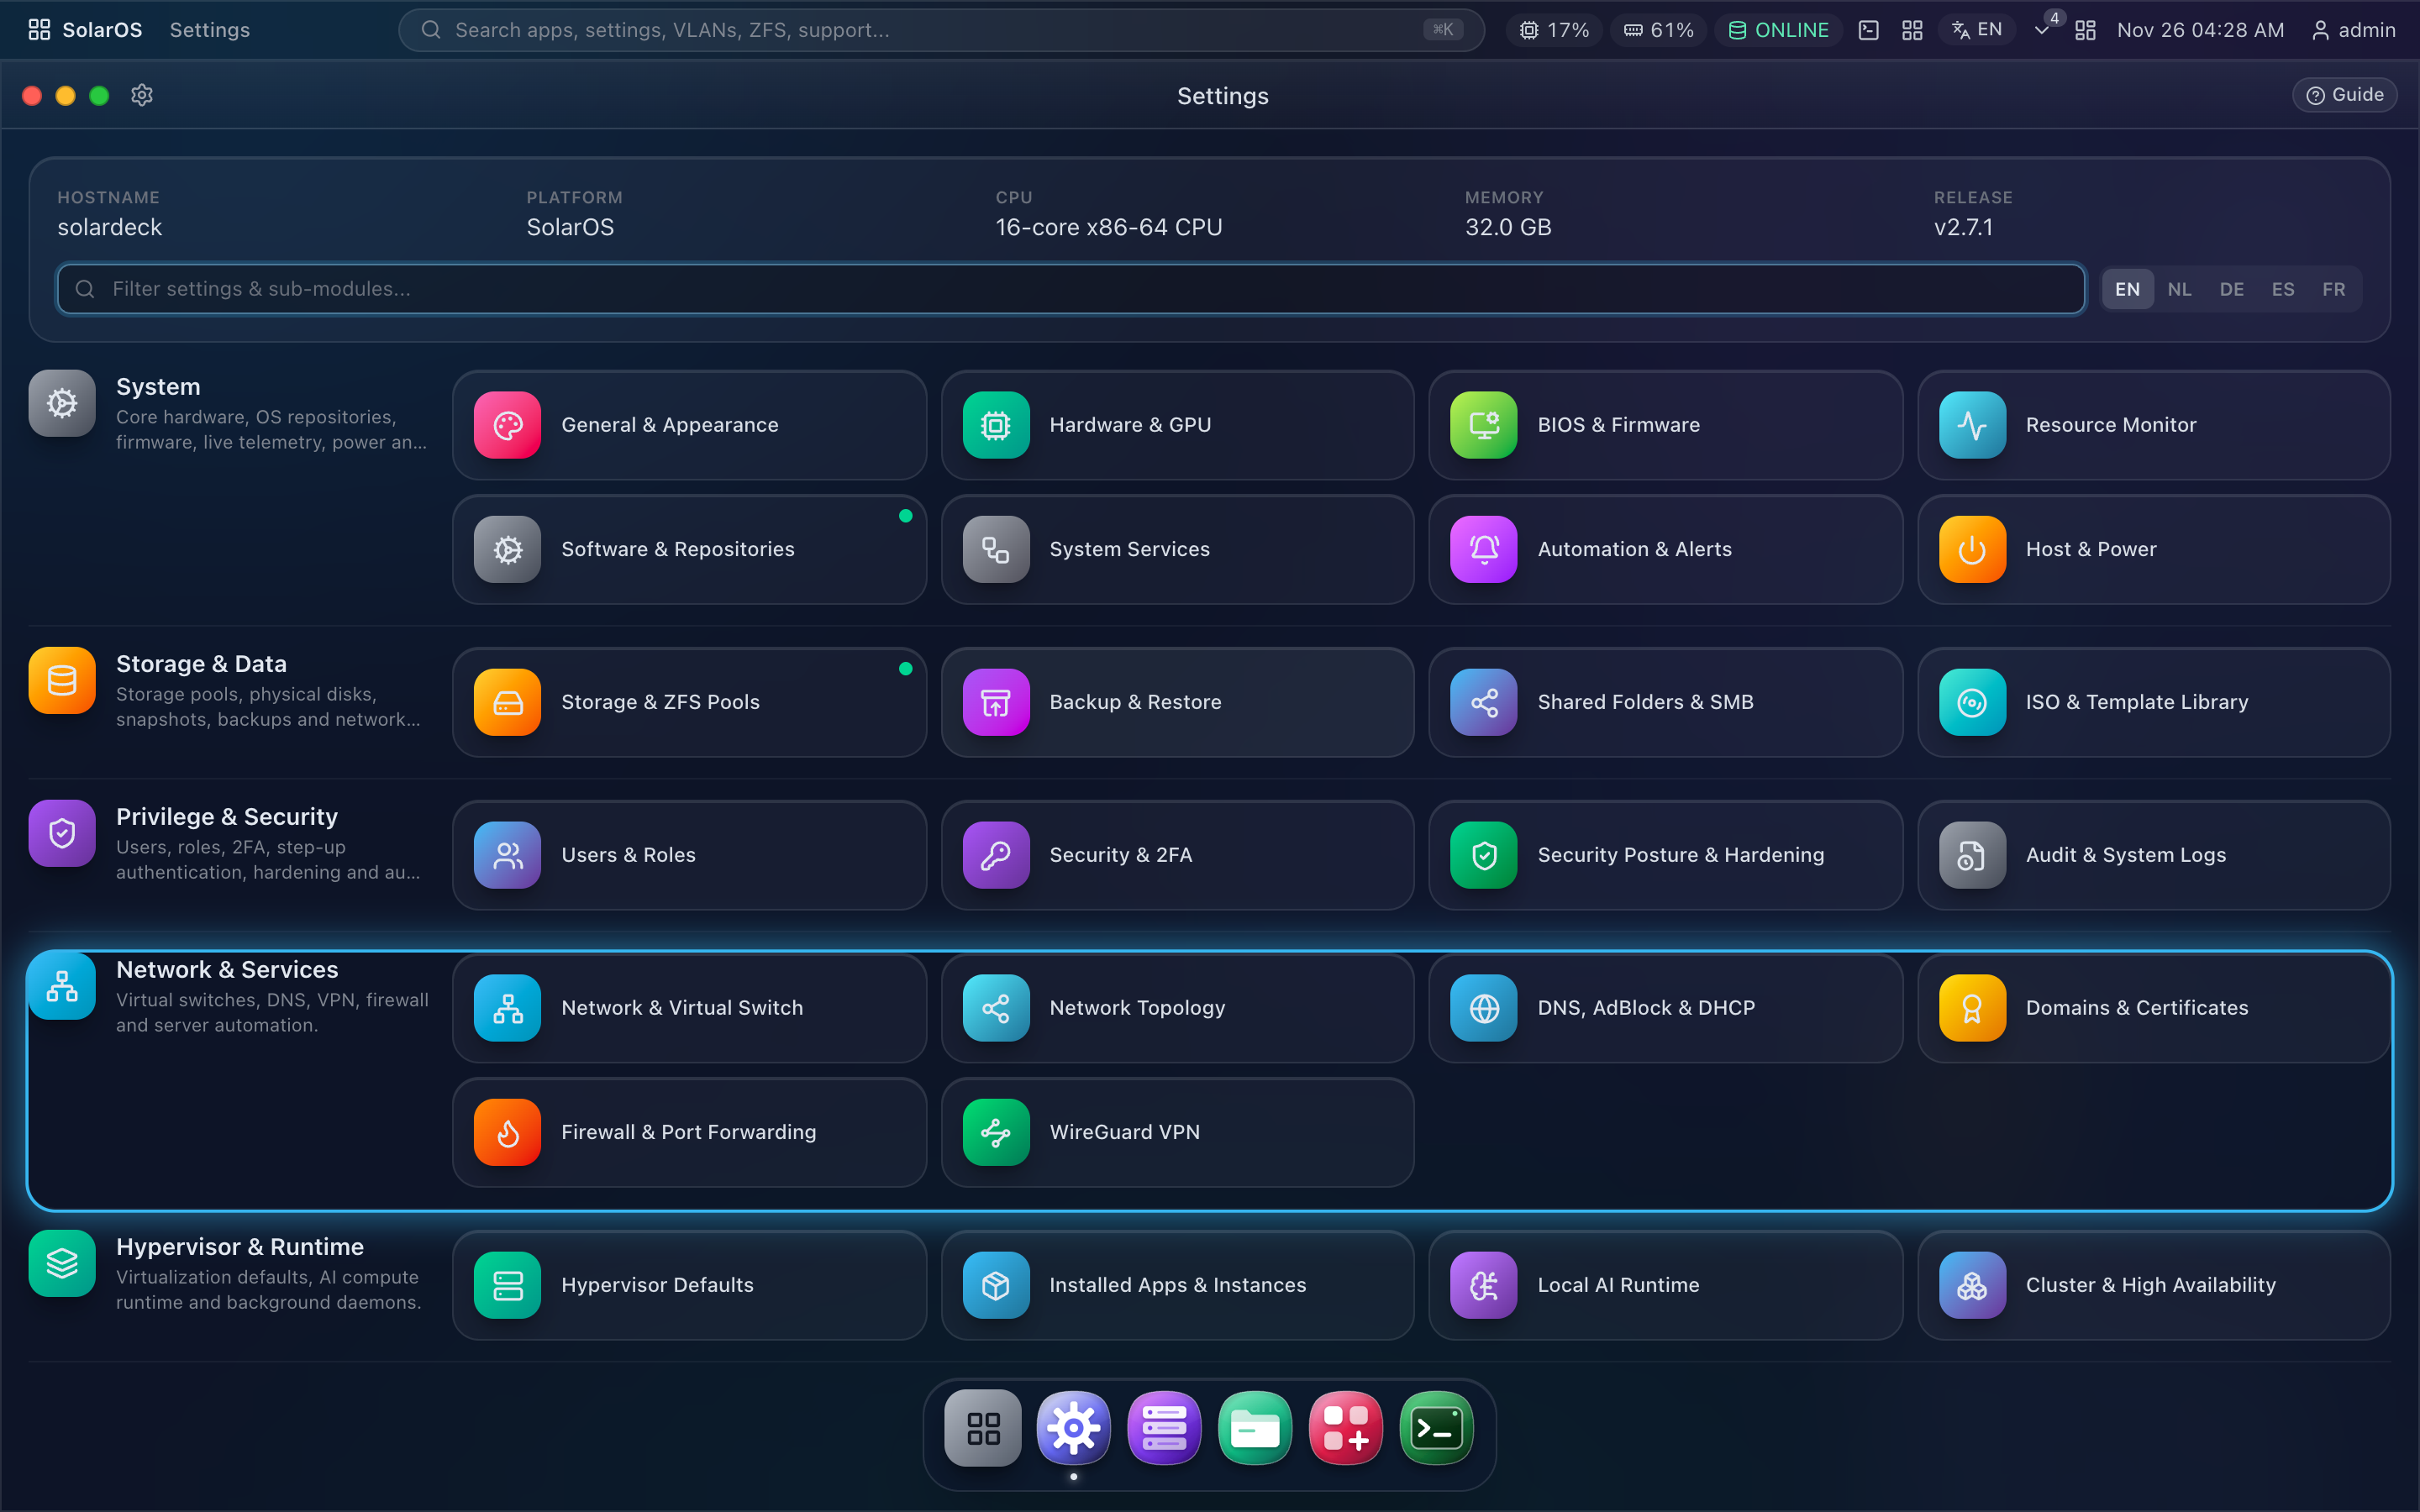 SolarOS Settings Search apps, settings, VLANs, ZFS, support... ⌘K 17% 61% ONLINE EN 4 Nov 26 04:28 AM admin
Settings Guide
HOSTNAME PLATFORM CPU MEMORY RELEASE
solardeck SolarOS 16-core x86-64 CPU 32.0 GB v2.7.1
Filter settings & sub-modules... EN NL DE ES FR
System
Core hardware, OS repositories,
firmware, live telemetry, power an...
General & Appearance Hardware & GPU BIOS & Firmware Resource Monitor
Software & Repositories System Services Automation & Alerts Host & Power
Storage & Data
Storage pools, physical disks,
snapshots, backups and network...
Storage & ZFS Pools Backup & Restore Shared Folders & SMB ISO & Template Library
Privilege & Security
Users, roles, 2FA, step-up
authentication, hardening and au...
Users & Roles Security & 2FA Security Posture & Hardening Audit & System Logs
Network & Services
Virtual switches, DNS, VPN, firewall
and server automation.
Network & Virtual Switch Network Topology DNS, AdBlock & DHCP Domains & Certificates
Firewall & Port Forwarding WireGuard VPN
Hypervisor & Runtime
Virtualization defaults, AI compute
runtime and background daemons.
Hypervisor Defaults Installed Apps & Instances Local AI Runtime Cluster & High Availability